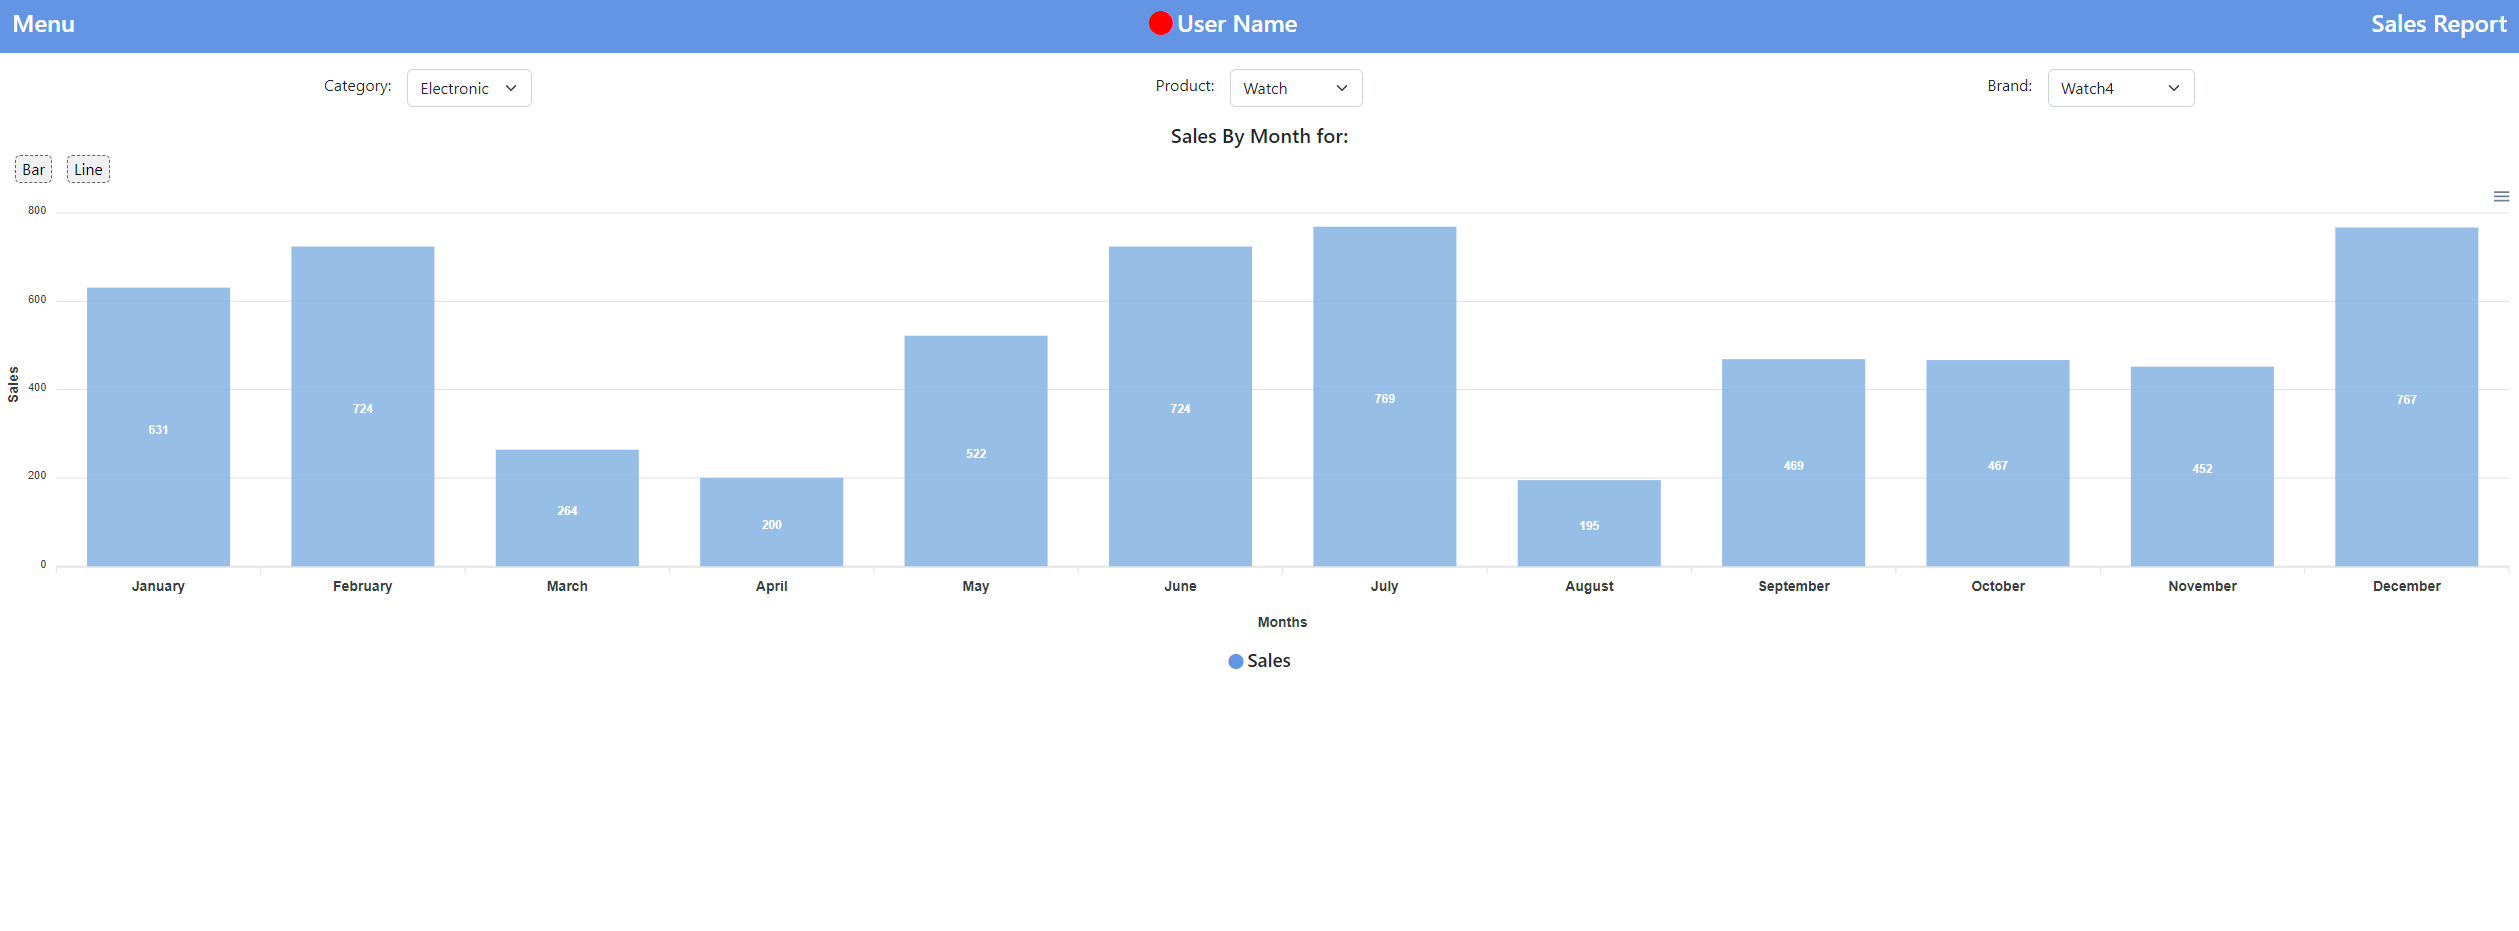 Menu User Name Sales Report
Category: Electronic Product: Watch Brand: Watch4
Sales By Month for:
Bar Line
800
600
400
200
0
Sales
631 724 264 200 522 724 769 195 469 467 452 767
January February March April May June July August September October November December
Months
Sales